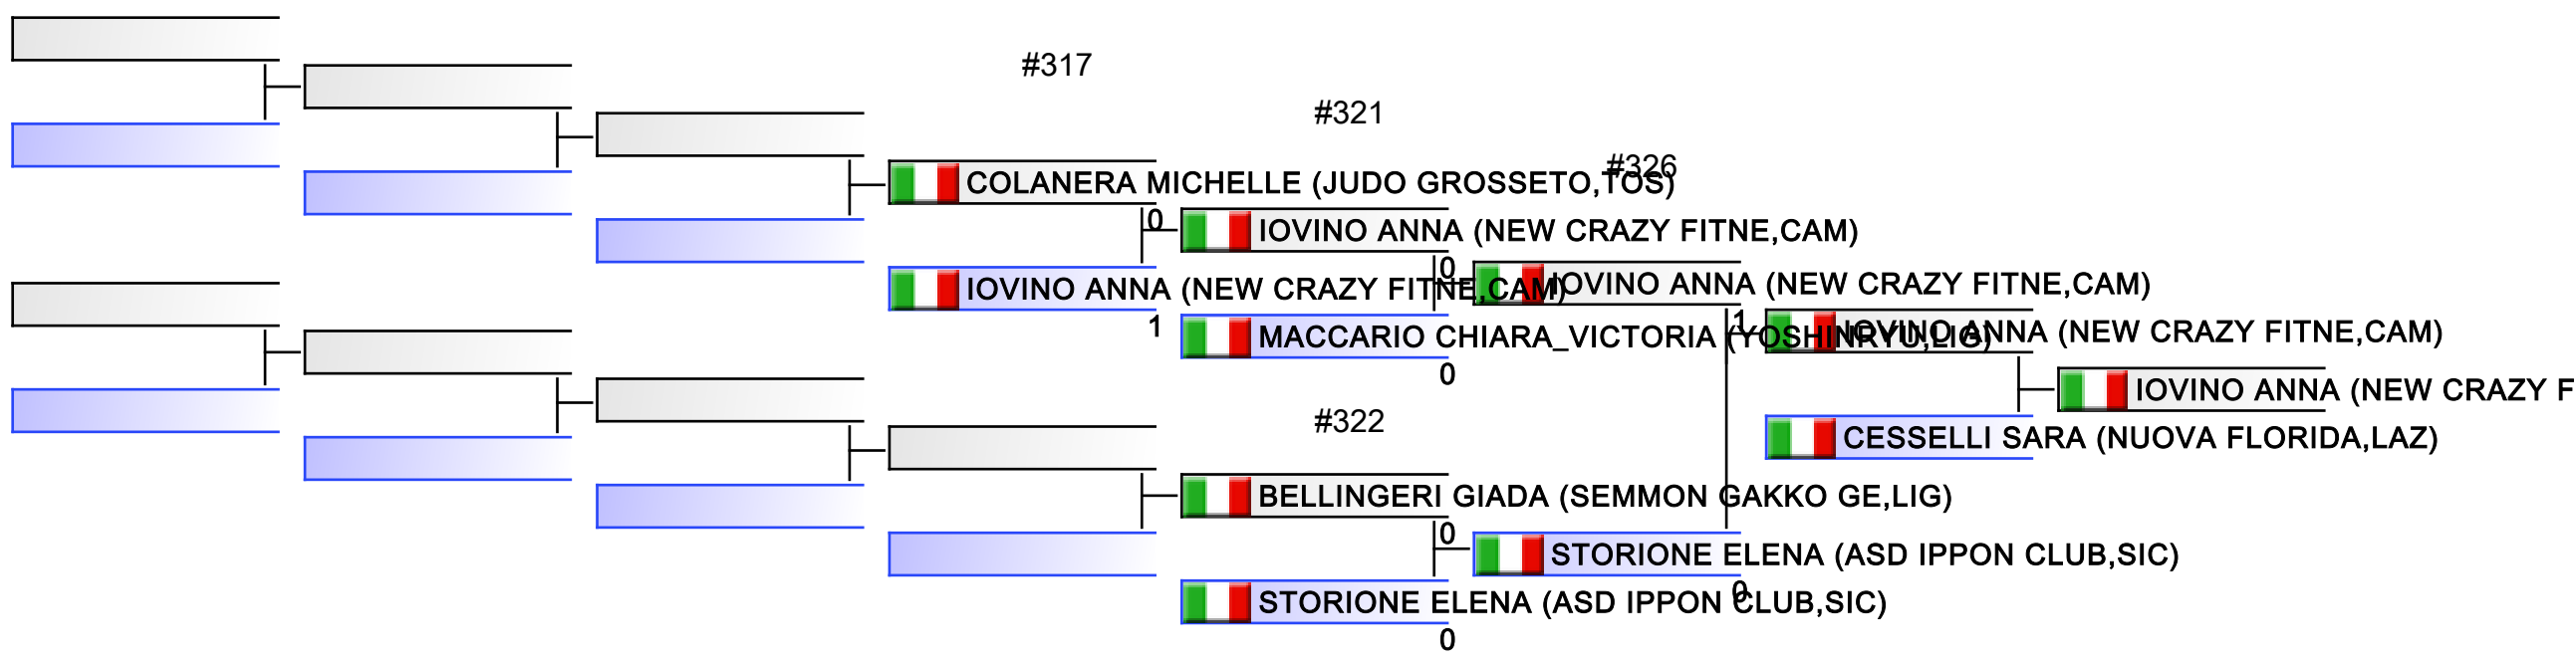 #317
#321
#326
COLANERA MICHELLE (JUDO GROSSETO,TOS)
0
IOVINO ANNA (NEW CRAZY FITNE,CAM)
0
IOVINO ANNA (NEW CRAZY FITNE,CAM)
IOVINO ANNA (NEW CRAZY FITNE,CAM)
1
1
IOVINO ANNA (NEW CRAZY FITNE,CAM)
MACCARIO CHIARA_VICTORIA (YOSHINRYU,LIG)
0
IOVINO ANNA (NEW CRAZY F
#322
CESSELLI SARA (NUOVA FLORIDA,LAZ)
BELLINGERI GIADA (SEMMON GAKKO GE,LIG)
0
STORIONE ELENA (ASD IPPON CLUB,SIC)
0
STORIONE ELENA (ASD IPPON CLUB,SIC)
0